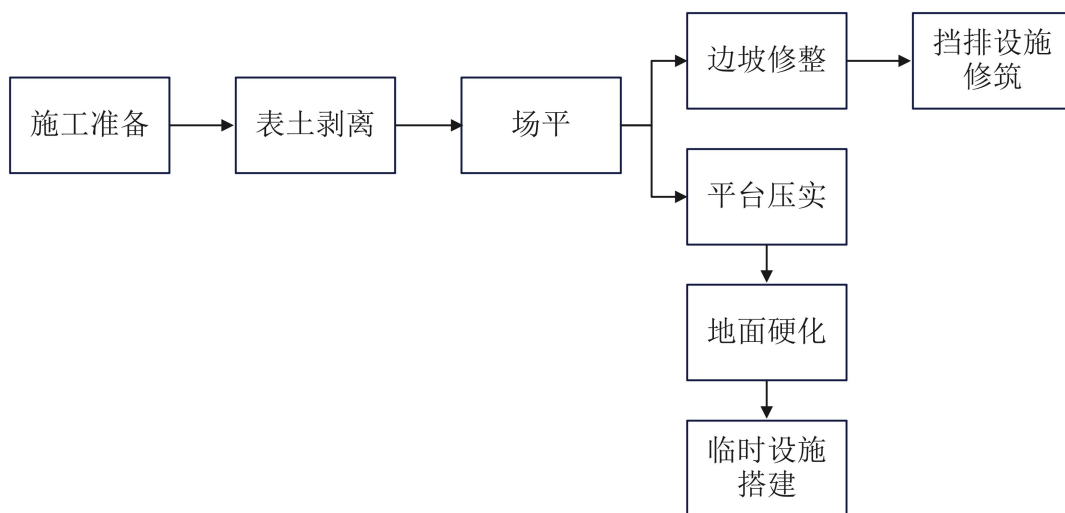 施工准备
表土剥离
场平
边坡修整
挡排设施
修筑
平台压实
地面硬化
临时设施
搭建